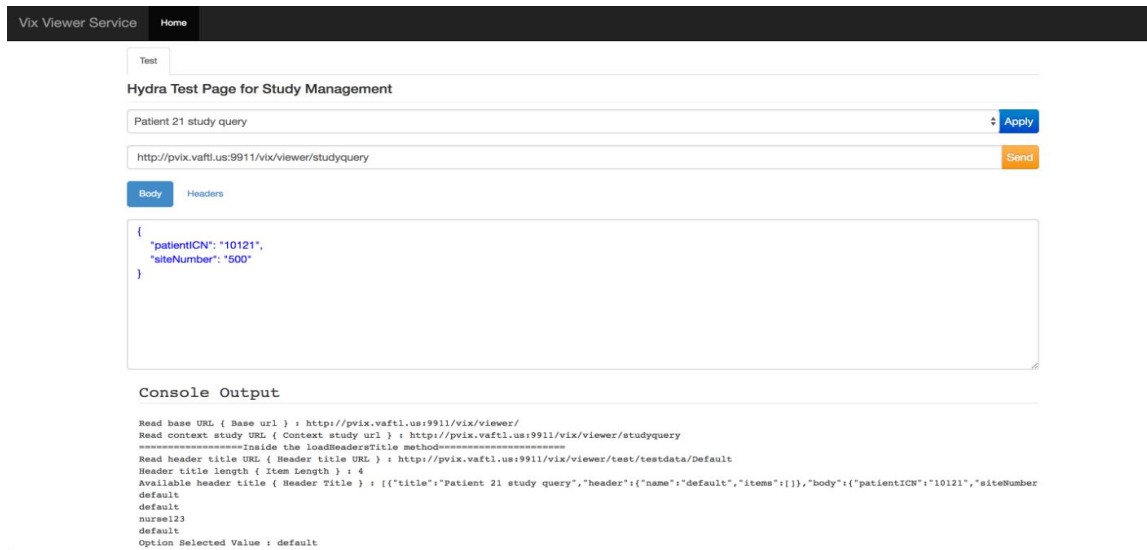 Vix Viewer Service Home
Test
Hydra Test Page for Study Management
Patient 21 study query Apply
http://pvix.vaftl.us:9911/vix/viewer/studyquery Send
Body Headers
{
"patientICN": "10121",
"siteNumber": "500"
}
Console Output
Read base URL { Base url } : http://pvix.vaftl.us:9911/vix/viewer/
Read context study URL { Context study url } : http://pvix.vaftl.us:9911/vix/viewer/studyquery
==================Inside the loadHeadersTitle method======================
Read header title URL { Header title URL } : http://pvix.vaftl.us:9911/vix/viewer/test/testdata/Default
Header title length { Item Length } : 4
Available header title { Header Title } : [{"title":"Patient 21 study query","header":{"name":"default","items":[]},"body":{"patientICN":"10121","siteNumber
default
default
nurse123
default
Option Selected Value : default